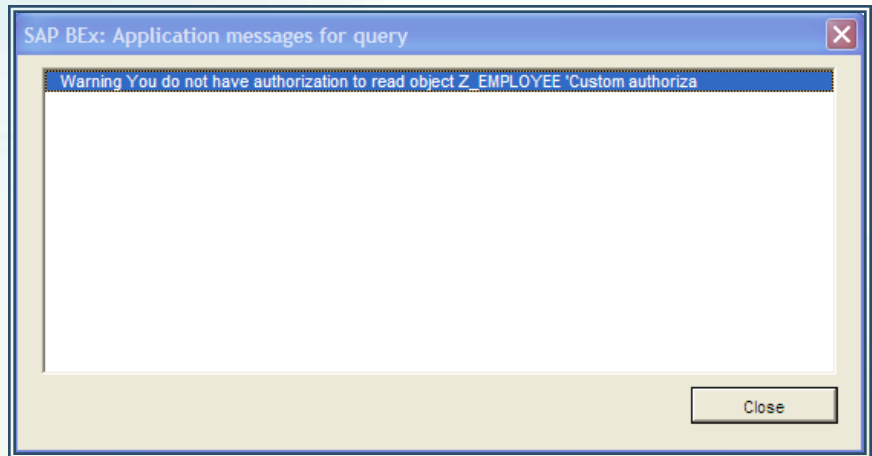 SAP BEx: Application messages for query
Warning You do not have authorization to read object Z_EMPLOYEE 'Custom authoriza
Close